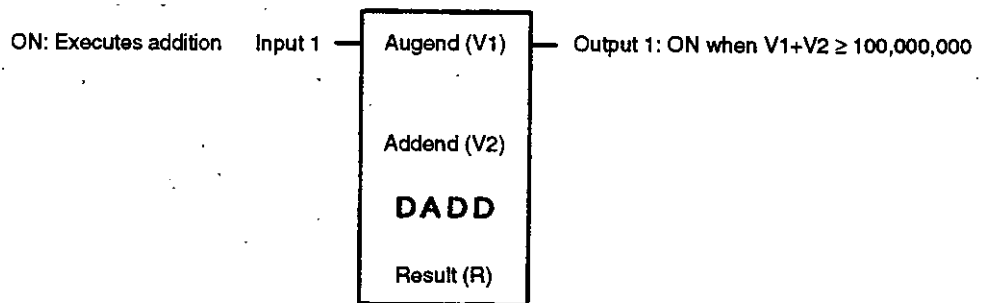 ON: Executes addition Input 1 Augend (V1) Output 1: ON when V1+V2 ≥ 100,000,000
Addend (V2)
DADD
Result (R)